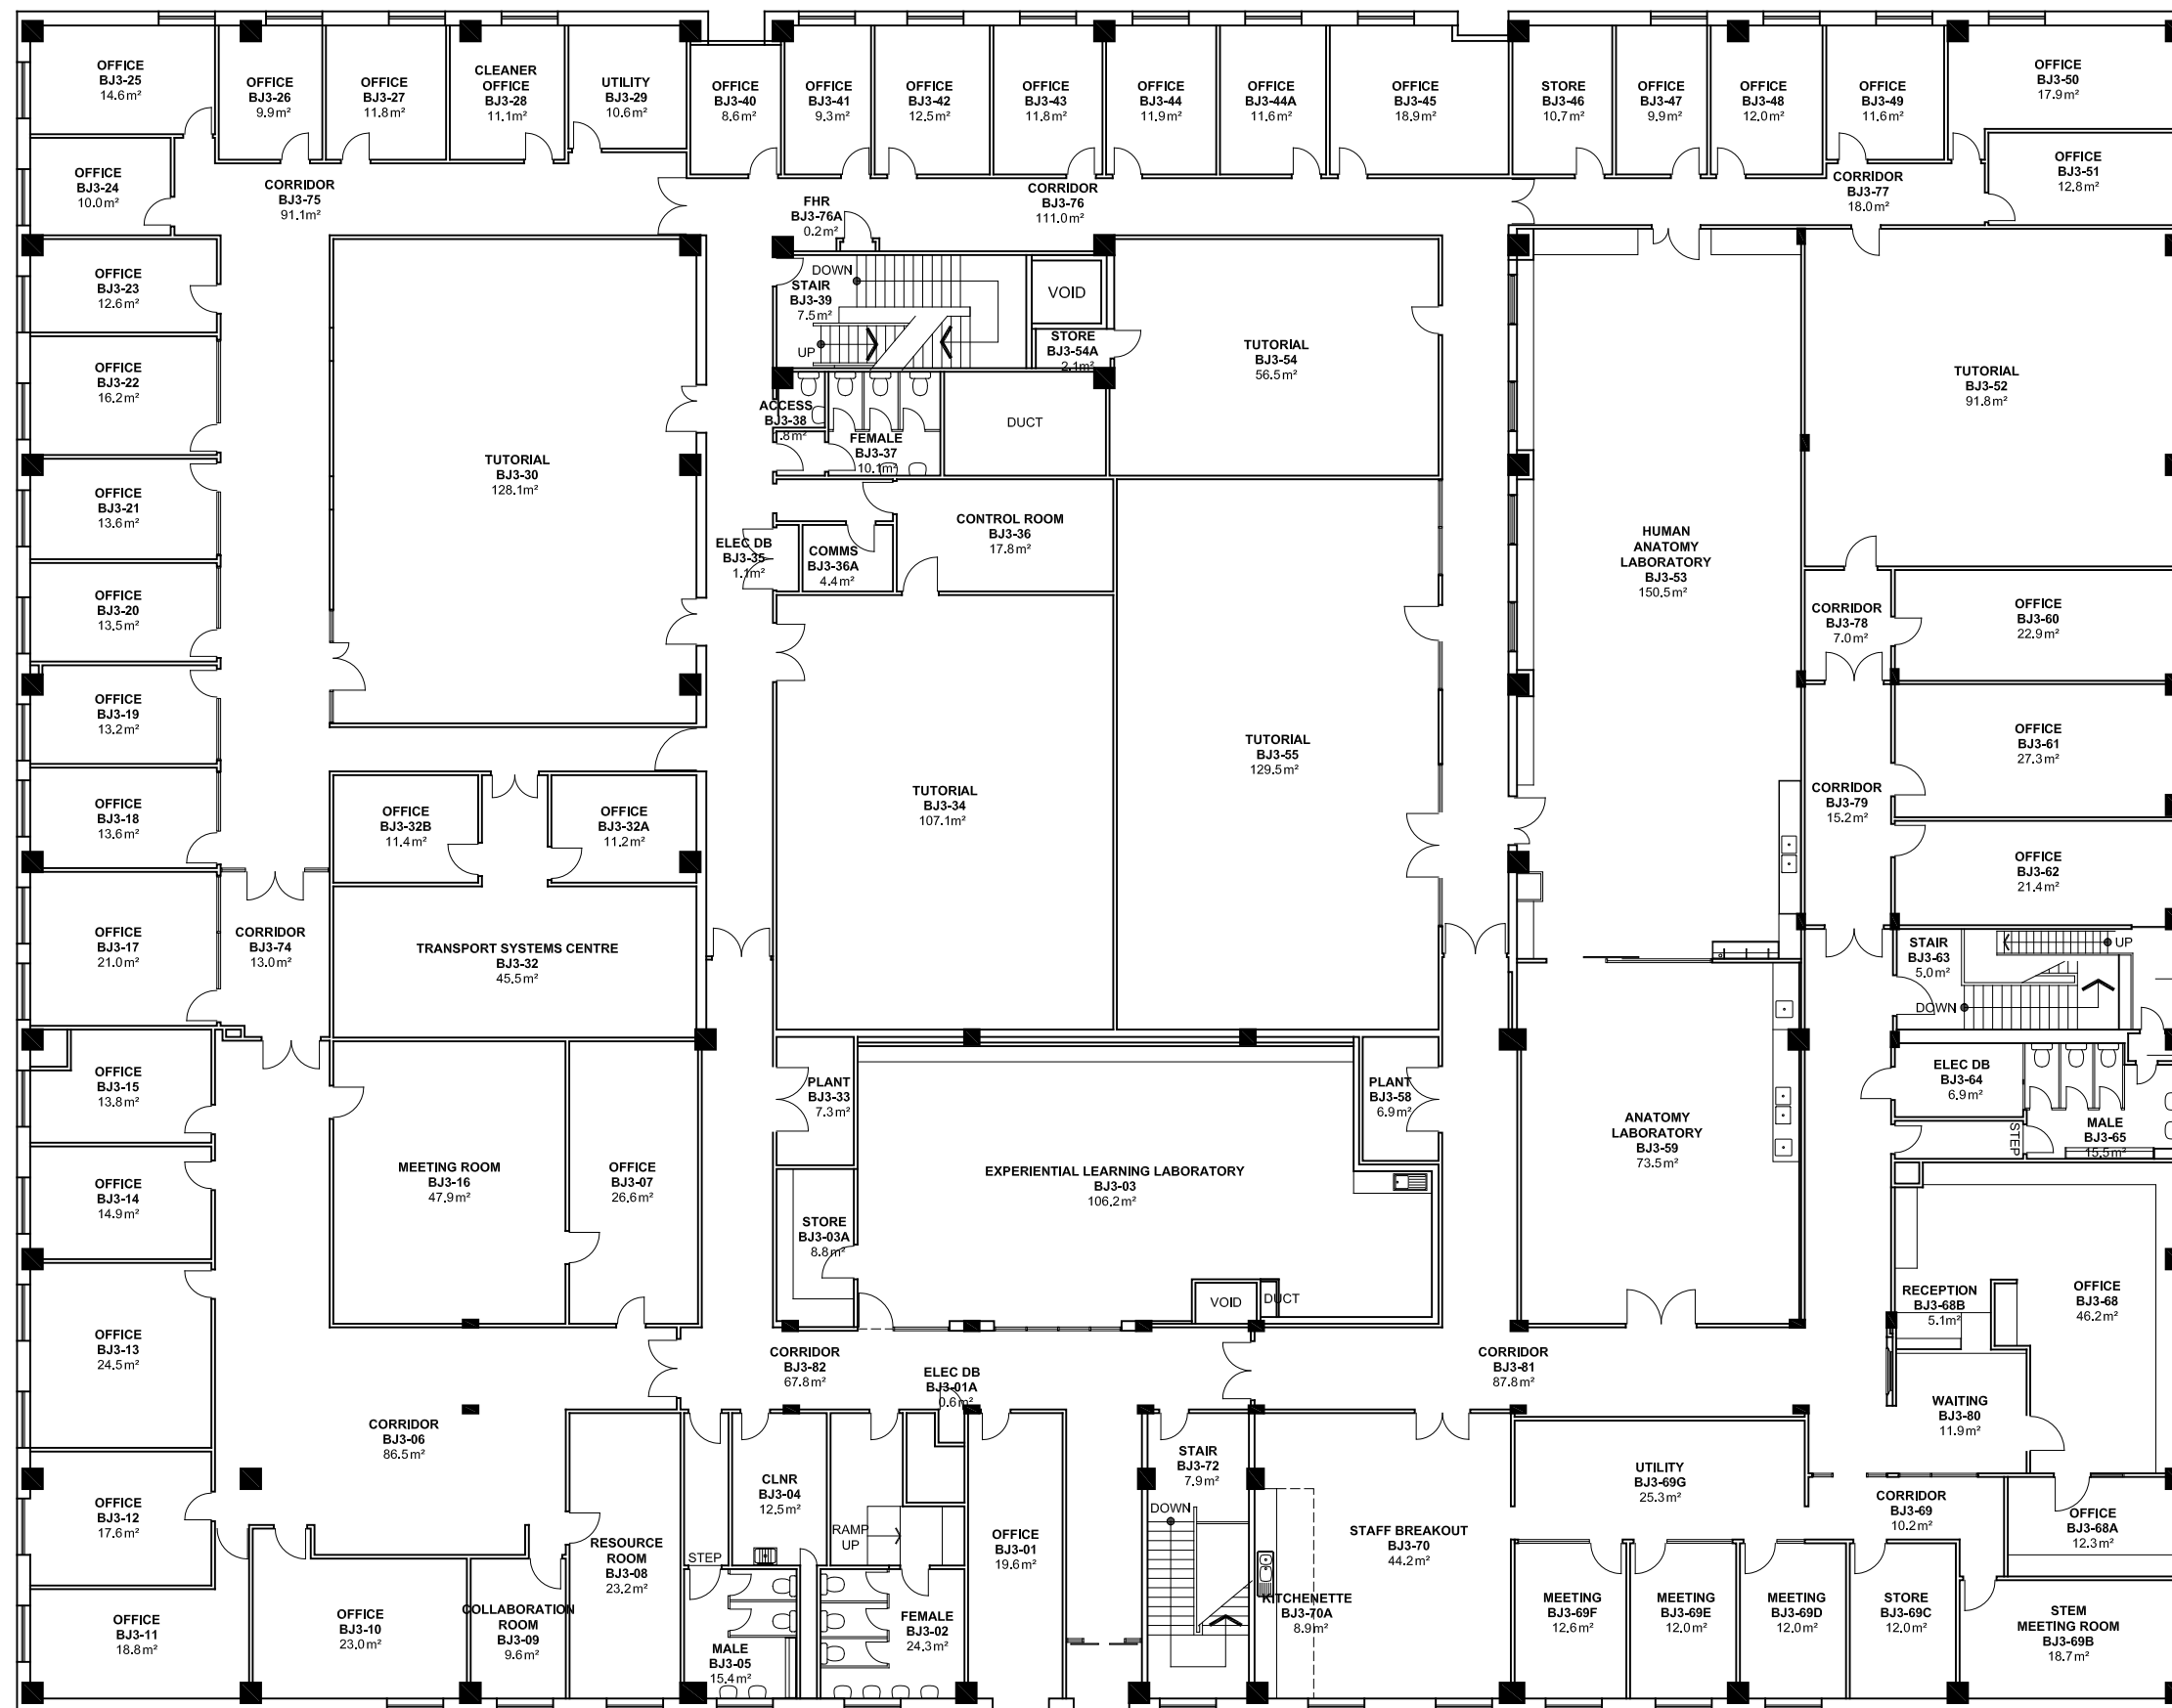 OFFICE
BJ3-25
14.6m²
OFFICE
BJ3-26
9.9m²
OFFICE
BJ3-27
11.8m²
CLEANER
OFFICE
BJ3-28
11.1m²
UTILITY
BJ3-29
10.6m²
OFFICE
BJ3-40
8.6m²
OFFICE
BJ3-41
9.3m²
OFFICE
BJ3-42
12.5m²
OFFICE
BJ3-43
11.8m²
OFFICE
BJ3-44
11.9m²
OFFICE
BJ3-44A
11.6m²
OFFICE
BJ3-45
18.9m²
STORE
BJ3-46
10.7m²
OFFICE
BJ3-47
9.9m²
OFFICE
BJ3-48
12.0m²
OFFICE
BJ3-49
11.6m²
OFFICE
BJ3-50
17.9m²
OFFICE
BJ3-51
12.8m²
OFFICE
BJ3-24
10.0m²
CORRIDOR
BJ3-75
91.1m²
FHR
BJ3-76A
0.2m²
CORRIDOR
BJ3-76
111.0m²
CORRIDOR
BJ3-77
18.0m²
OFFICE
BJ3-23
12.6m²
DOWN
STAIR
BJ3-39
7.5m²
UP
VOID
STORE
BJ3-54A
2.1m²
TUTORIAL
BJ3-54
56.5m²
OFFICE
BJ3-22
16.2m²
TUTORIAL
BJ3-52
91.8m²
ACCESS
BJ3-38
.8m²
FEMALE
BJ3-37
10.1m²
DUCT
TUTORIAL
BJ3-30
128.1m²
OFFICE
BJ3-21
13.6m²
CONTROL ROOM
BJ3-36
17.8m²
ELEC DB
BJ3-35
1.1m²
COMMS
BJ3-36A
4.4m²
HUMAN
ANATOMY
LABORATORY
BJ3-53
150.5m²
OFFICE
BJ3-20
13.5m²
CORRIDOR
BJ3-78
7.0m²
OFFICE
BJ3-60
22.9m²
OFFICE
BJ3-19
13.2m²
TUTORIAL
BJ3-55
129.5m²
OFFICE
BJ3-61
27.3m²
OFFICE
BJ3-18
13.6m²
OFFICE
BJ3-32B
11.4m²
OFFICE
BJ3-32A
11.2m²
TUTORIAL
BJ3-34
107.1m²
CORRIDOR
BJ3-79
15.2m²
OFFICE
BJ3-62
21.4m²
OFFICE
BJ3-17
21.0m²
CORRIDOR
BJ3-74
13.0m²
TRANSPORT SYSTEMS CENTRE
BJ3-32
45.5m²
STAIR
BJ3-63
5.0m²
UP
DOWN
OFFICE
BJ3-15
13.8m²
PLANT
BJ3-33
7.3m²
PLANT
BJ3-58
6.9m²
ELEC DB
BJ3-64
6.9m²
ANATOMY
LABORATORY
BJ3-59
73.5m²
STEP
MALE
BJ3-65
15.5m²
OFFICE
BJ3-14
14.9m²
MEETING ROOM
BJ3-16
47.9m²
OFFICE
BJ3-07
26.6m²
EXPERIENTIAL LEARNING LABORATORY
BJ3-03
106.2m²
STORE
BJ3-03A
8.8m²
VOID
DUCT
RECEPTION
BJ3-68B
5.1m²
OFFICE
BJ3-68
46.2m²
OFFICE
BJ3-13
24.5m²
CORRIDOR
BJ3-82
67.8m²
ELEC DB
BJ3-01A
0.6m²
CORRIDOR
BJ3-81
87.8m²
WAITING
BJ3-80
11.9m²
CORRIDOR
BJ3-06
86.5m²
STAIR
BJ3-72
7.9m²
DOWN
UTILITY
BJ3-69G
25.3m²
CLNR
BJ3-04
12.5m²
OFFICE
BJ3-12
17.6m²
CORRIDOR
BJ3-69
10.2m²
OFFICE
BJ3-68A
12.3m²
RAMP
UP
OFFICE
BJ3-01
19.6m²
STAFF BREAKOUT
BJ3-70
44.2m²
RESOURCE
ROOM
BJ3-08
23.2m²
STEP
OFFICE
BJ3-11
18.8m²
OFFICE
BJ3-10
23.0m²
COLLABORATION
ROOM
BJ3-09
9.6m²
MALE
BJ3-05
15.4m²
FEMALE
BJ3-02
24.3m²
KITCHENETTE
BJ3-70A
8.9m²
MEETING
BJ3-69F
12.6m²
MEETING
BJ3-69E
12.0m²
MEETING
BJ3-69D
12.0m²
STORE
BJ3-69C
12.0m²
STEM
MEETING ROOM
BJ3-69B
18.7m²